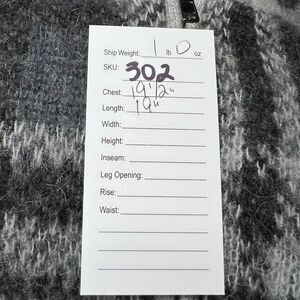 Ship Weight: 1 lb 0 oz
SKU: 302
Chest: 19 1/2"
Length: 19"
Width:
Height:
Inseam:
Leg Opening:
Rise:
Waist: